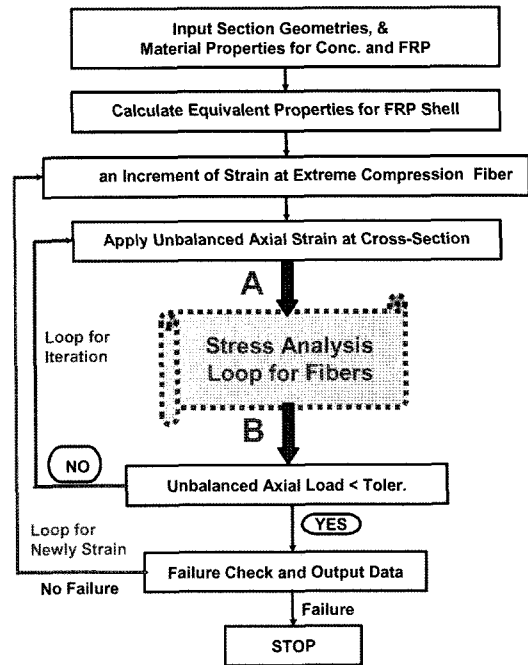 Input Section Geometries, &
Material Properties for Conc. and FRP
Calculate Equivalent Properties for FRP Shell
an Increment of Strain at Extreme Compression Fiber
Apply Unbalanced Axial Strain at Cross-Section
A
Loop for
Iteration
Stress Analysis
Loop for Fibers
B
NO
Unbalanced Axial Load < Toler.
YES
Loop for
Newly Strain
Failure Check and Output Data
No Failure
Failure
STOP